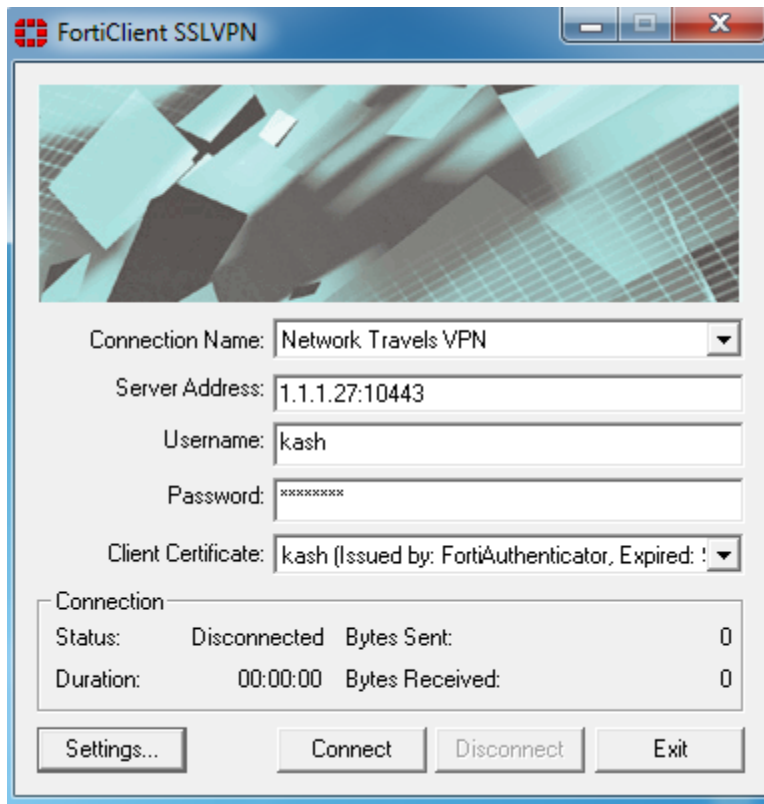 FortiClient SSLVPN
Connection Name: Network Travels VPN
Server Address: 1.1.1.27:10443
Username: kash
Password: ********
Client Certificate: kash (Issued by: FortiAuthenticator, Expired:
Connection
Status: Disconnected Bytes Sent: 0
Duration: 00:00:00 Bytes Received: 0
Settings... Connect Disconnect Exit